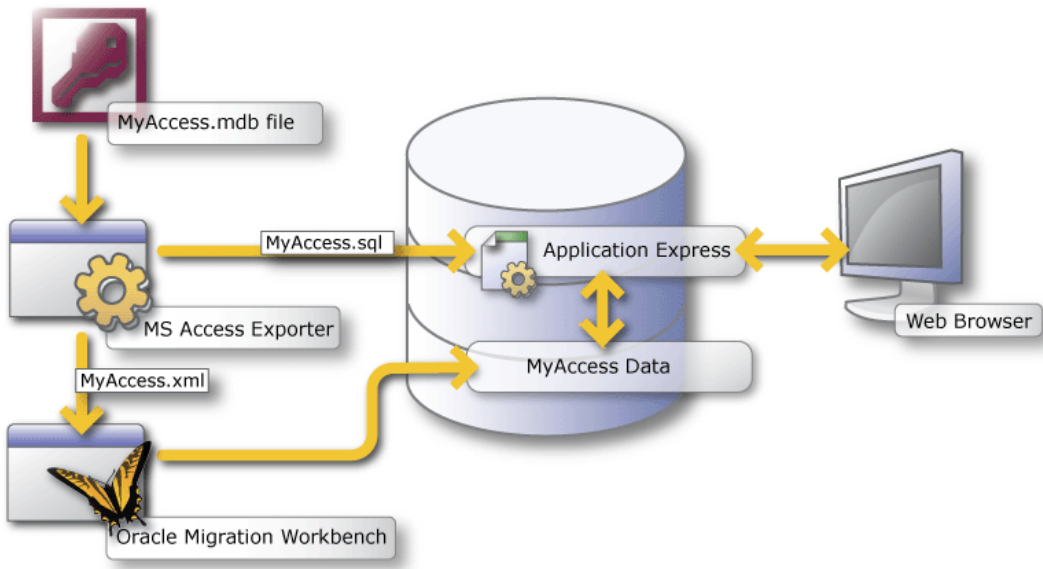 MyAccess.mdb file
MyAccess.sql
Application Express
MS Access Exporter
Web Browser
MyAccess.xml
MyAccess Data
Oracle Migration Workbench